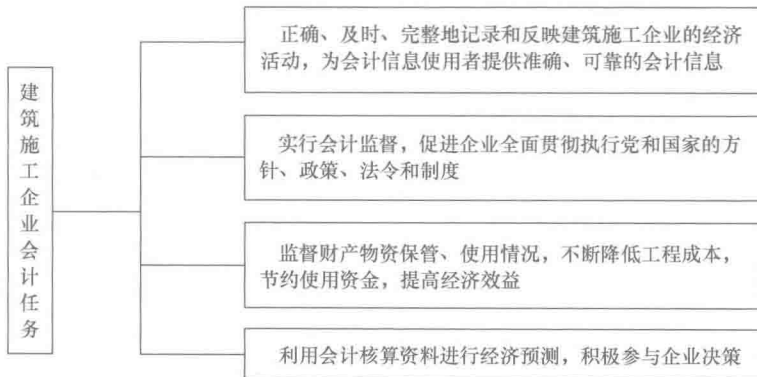 建筑施工企业会计任务
正确、及时、完整地记录和反映建筑施工企业的经济
活动，为会计信息使用者提供准确、可靠的会计信息
实行会计监督，促进企业全面贯彻执行党和国家的方
针、政策、法令和制度
监督财产物资保管、使用情况，不断降低工程成本，
节约使用资金，提高经济效益
利用会计核算资料进行经济预测，积极参与企业决策